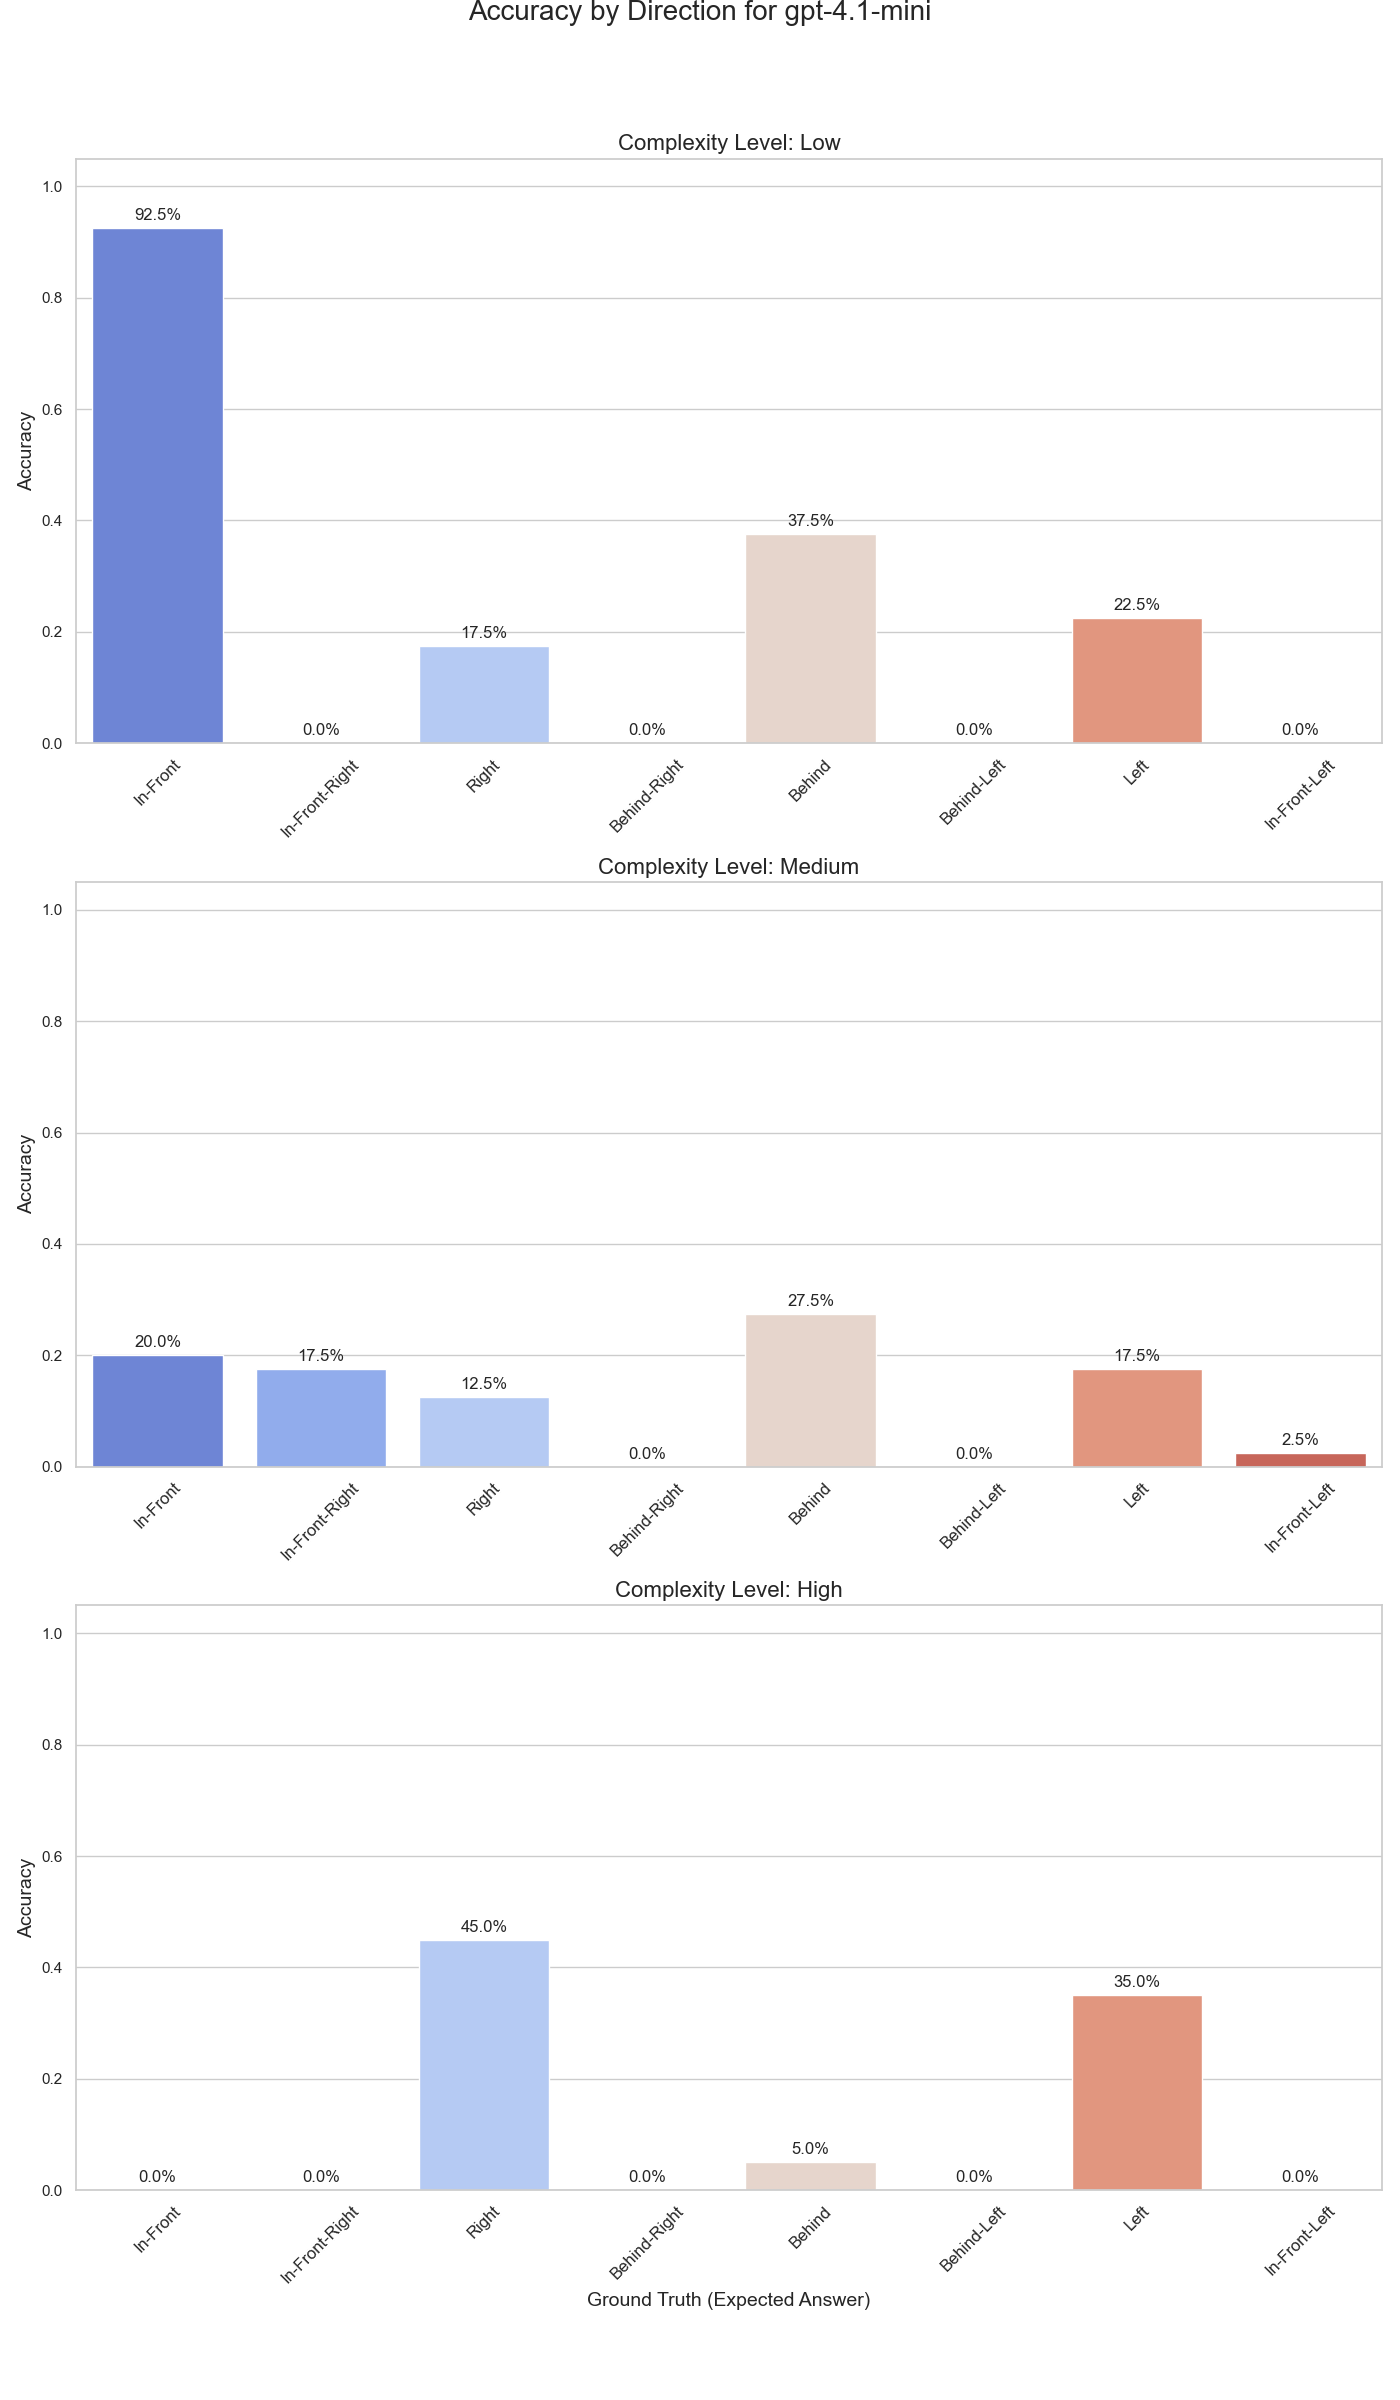 Accuracy by Direction for gpt-4.1-mini
Complexity Level: Low
Accuracy
1.0
0.8
0.6
0.4
0.2
0.0
92.5%
0.0%
17.5%
0.0%
37.5%
0.0%
22.5%
0.0%
In-Front
In-Front-Right
Right
Behind-Right
Behind
Behind-Left
Left
In-Front-Left
Complexity Level: Medium
Accuracy
1.0
0.8
0.6
0.4
0.2
0.0
20.0%
17.5%
12.5%
0.0%
27.5%
0.0%
17.5%
2.5%
In-Front
In-Front-Right
Right
Behind-Right
Behind
Behind-Left
Left
In-Front-Left
Complexity Level: High
Accuracy
1.0
0.8
0.6
0.4
0.2
0.0
0.0%
0.0%
45.0%
0.0%
5.0%
0.0%
35.0%
0.0%
In-Front
In-Front-Right
Right
Behind-Right
Behind
Behind-Left
Left
In-Front-Left
Ground Truth (Expected Answer)